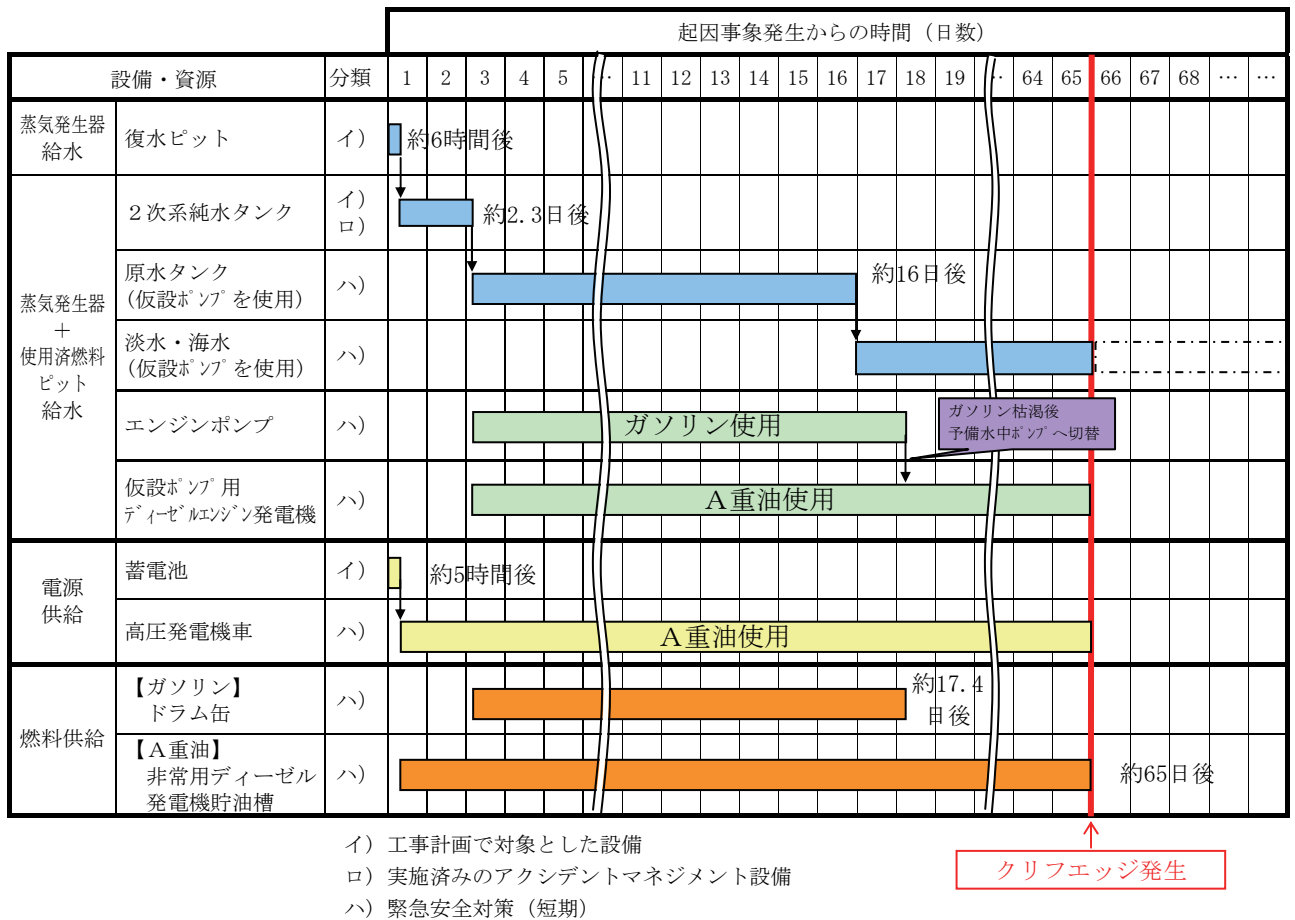 起因事象発生からの時間（日数）
設備・資源 分類 1 2 3 4 5 ‥ 11 12 13 14 15 16 17 18 19 ‥ 64 65 66 67 68 … …
蒸気発生器
給水
復水ピット イ） 約6時間後
蒸気発生器
＋
使用済燃料
ピット
給水
２次系純水タンク イ）
ロ）
約2.3日後
原水タンク
（仮設ﾎﾟﾝﾌﾟを使用） ハ） 約16日後
淡水・海水
（仮設ﾎﾟﾝﾌﾟを使用） ハ）
エンジンポンプ ハ） ガソリン使用
ガソリン枯渇後
予備水中ﾎﾟﾝﾌﾟへ切替
仮設ﾎﾟﾝﾌﾟ用
ﾃﾞｨｰｾﾞﾙｴﾝｼﾞﾝ発電機 ハ） Ａ重油使用
電源
供給
蓄電池 イ） 約5時間後
高圧発電機車 ハ） Ａ重油使用
燃料供給
【ガソリン】
ドラム缶 ハ） 約17.4
日後
【Ａ重油】
非常用ディーゼル
発電機貯油槽 ハ） 約65日後
イ）工事計画で対象とした設備
ロ）実施済みのアクシデントマネジメント設備
ハ）緊急安全対策（短期）
クリフエッジ発生